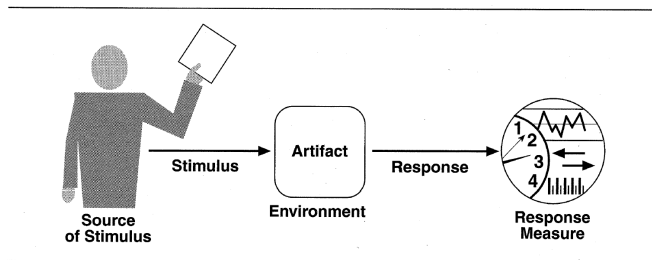 Source
of Stimulus
Stimulus
Artifact
Environment
Response
1
2
3
4
Response
Measure